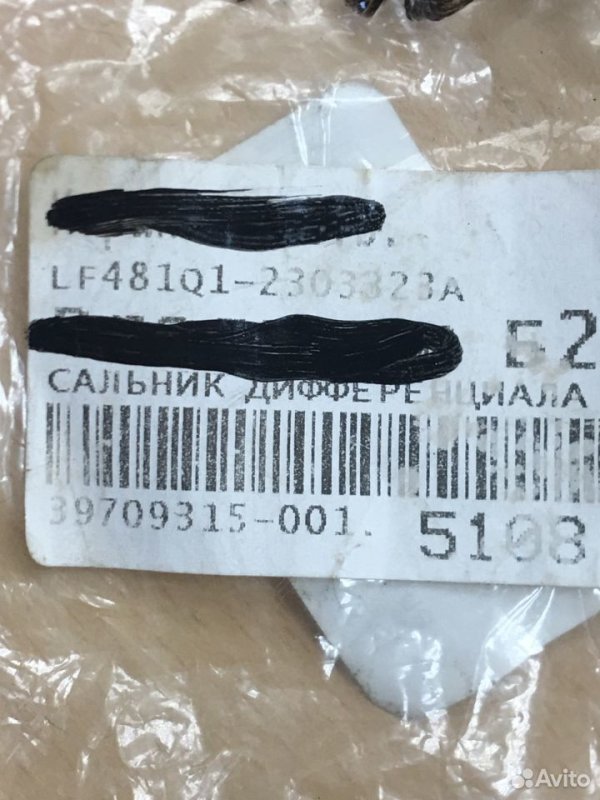 LF481Q1-2303323A
Б2
САЛЬНИК ДИФФЕРЕНЦИАЛА
39709315-001. 5108
Avito